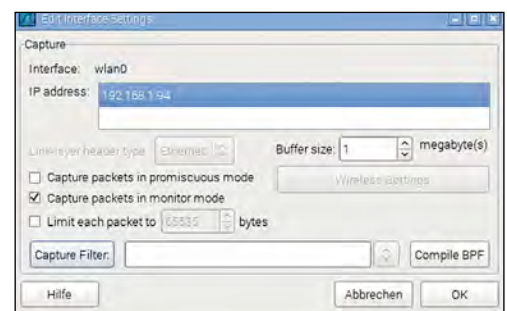 Edit Interface Settings
Capture
Interface: wlan0
IP address: 192.168.1.94
Link-layer header type: Ethernet Buffer size: 1 megabyte(s)
Capture packets in promiscuous mode Wireless Settings
Capture packets in monitor mode
Limit each packet to 65535 bytes
Capture Filter: Compile BPF
Hilfe Abbrechen OK